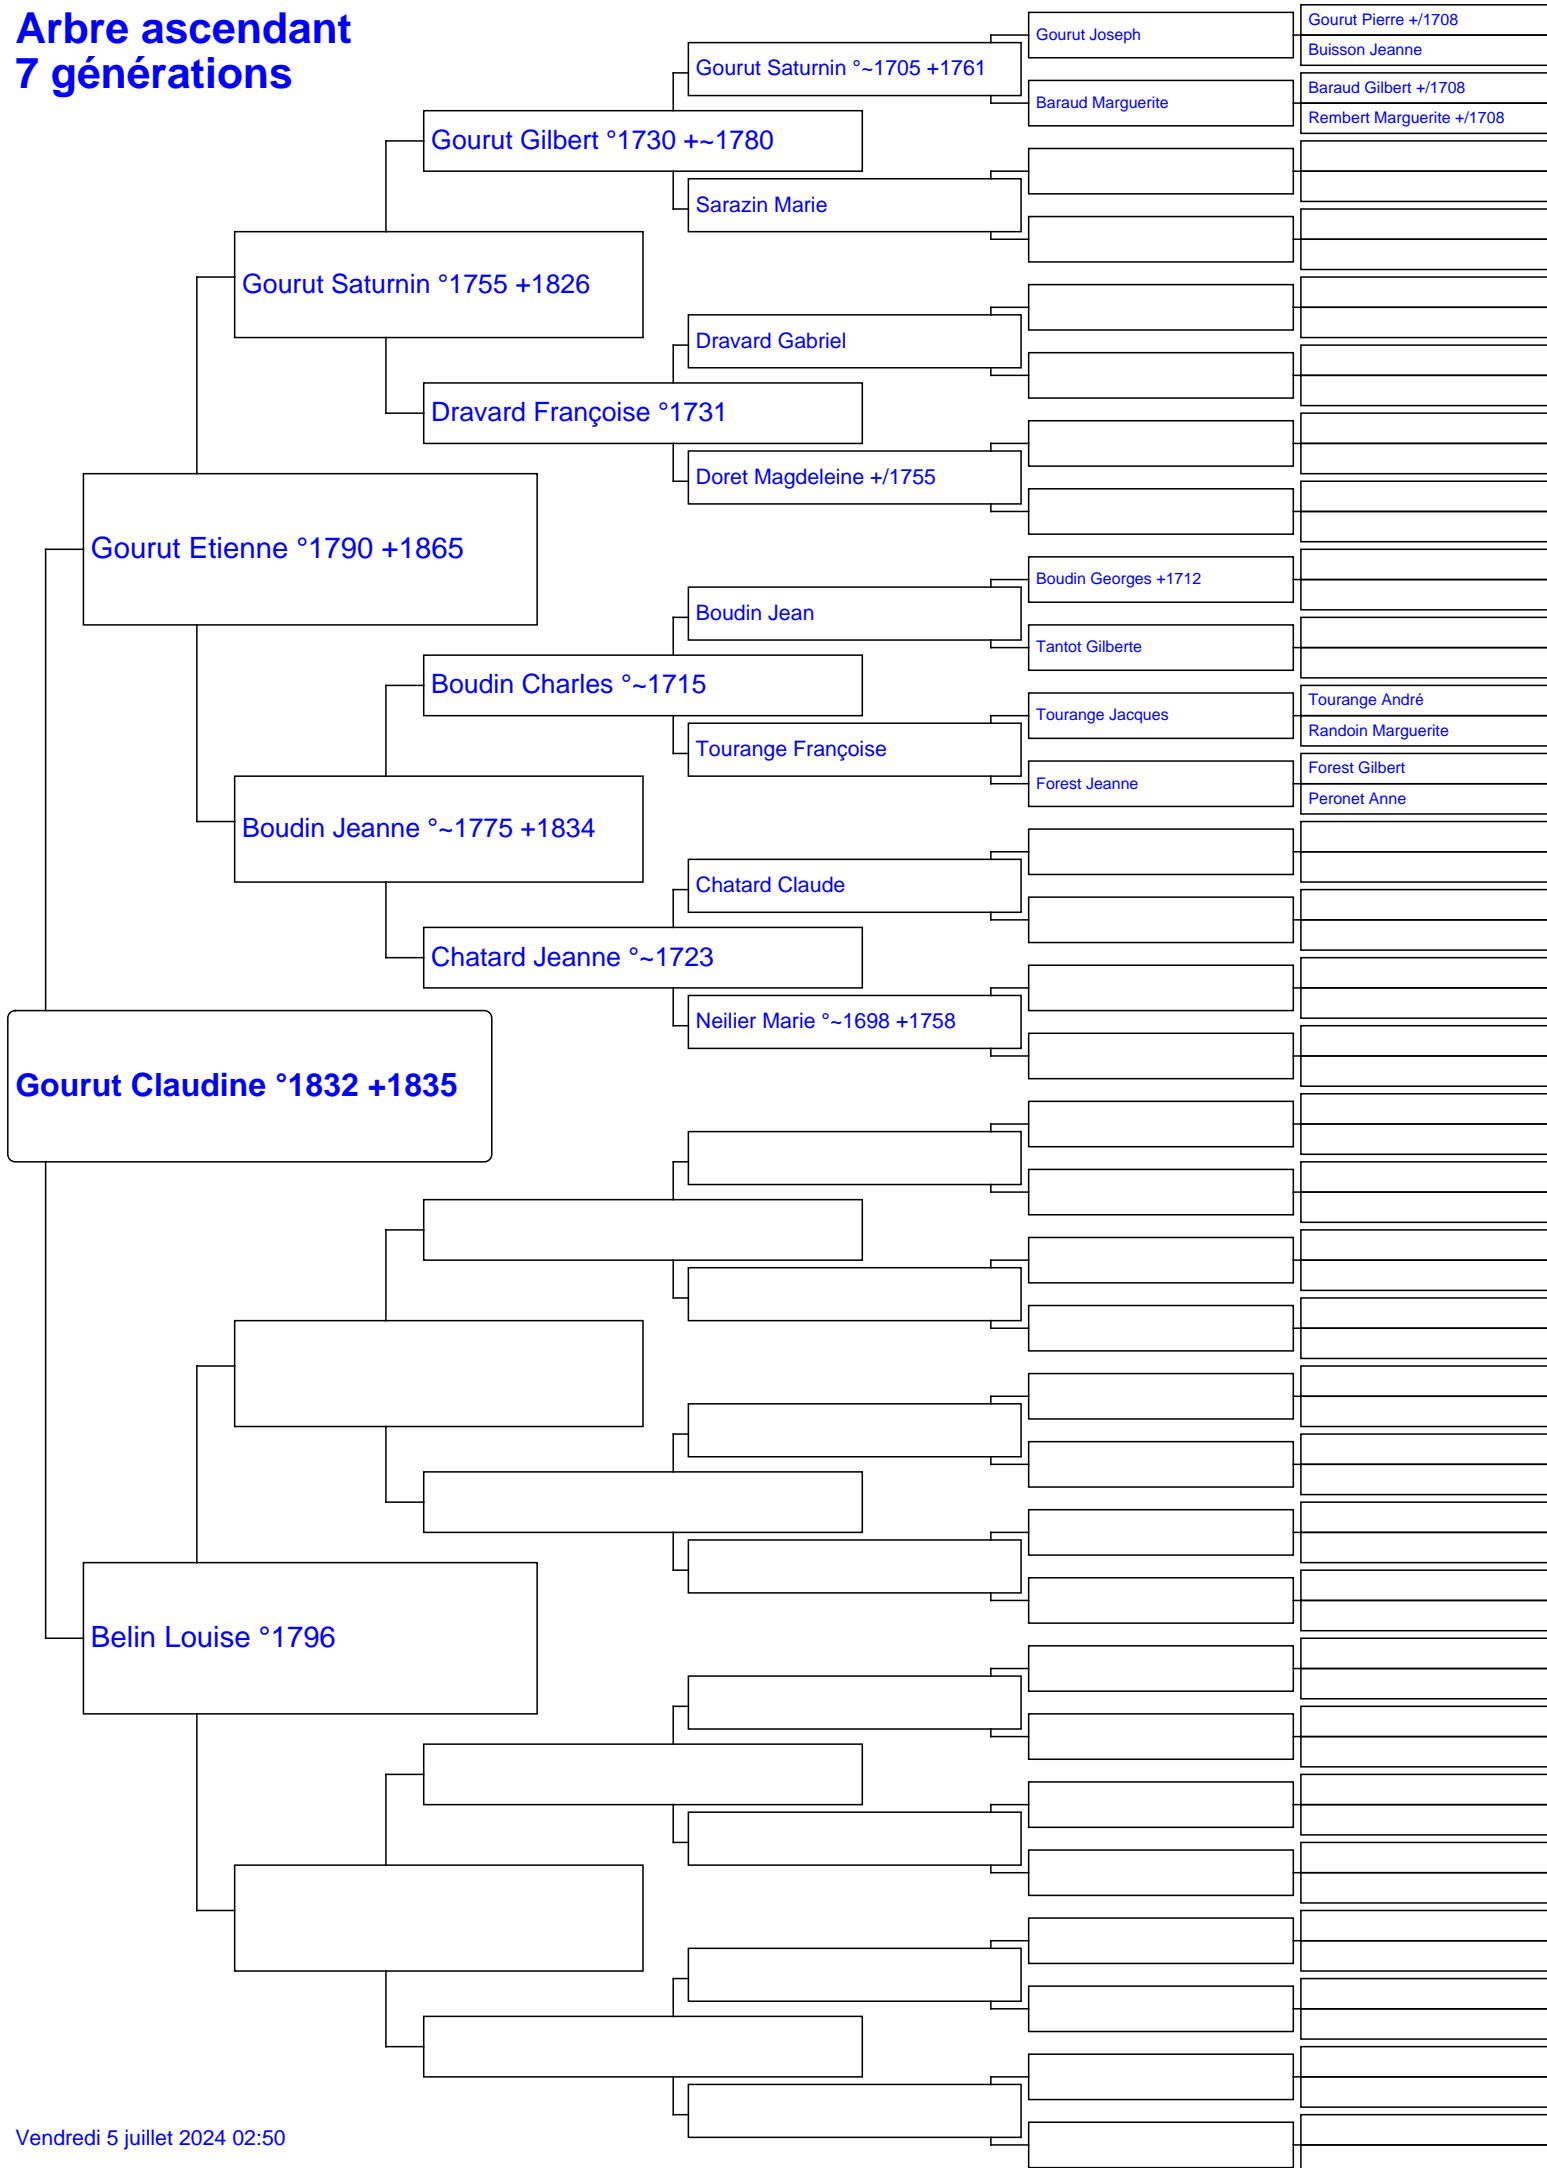 Arbre ascendant
7 générations
Gourut Pierre +/1708
Gourut Joseph
Buisson Jeanne
Gourut Saturnin °~1705 +1761
Baraud Gilbert +/1708
Baraud Marguerite
Rembert Marguerite +/1708
Gourut Gilbert °1730 +~1780
Sarazin Marie
Gourut Saturnin °1755 +1826
Dravard Gabriel
Dravard Françoise °1731
Doret Magdeleine +/1755
Gourut Etienne °1790 +1865
Boudin Georges +1712
Boudin Jean
Tantot Gilberte
Boudin Charles °~1715
Tourange André
Tourange Jacques
Randoin Marguerite
Tourange Françoise
Forest Gilbert
Forest Jeanne
Peronet Anne
Boudin Jeanne °~1775 +1834
Chatard Claude
Chatard Jeanne °~1723
Neilier Marie °~1698 +1758
Gourut Claudine °1832 +1835
Belin Louise °1796
Vendredi 5 juillet 2024 02:50